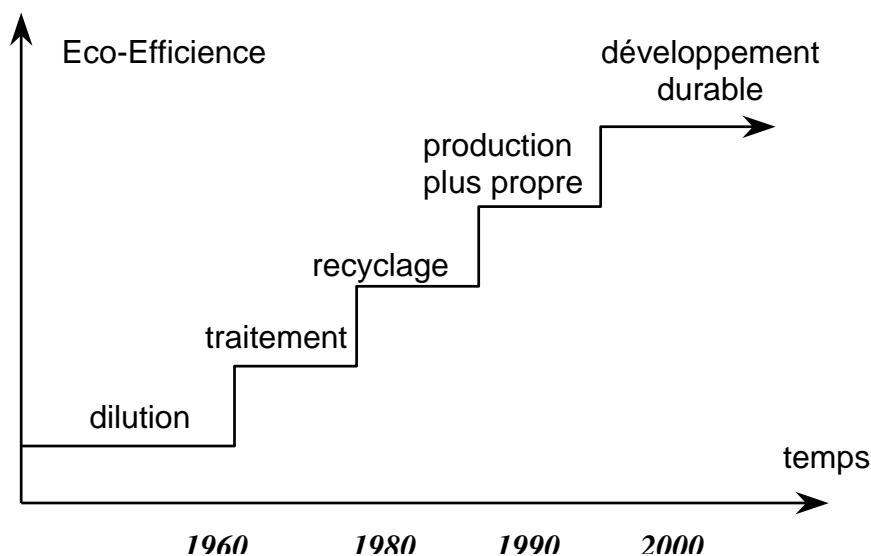 Eco-Efficience
développement
durable
production
plus propre
recyclage
traitement
dilution
temps
1960 1980 1990 2000